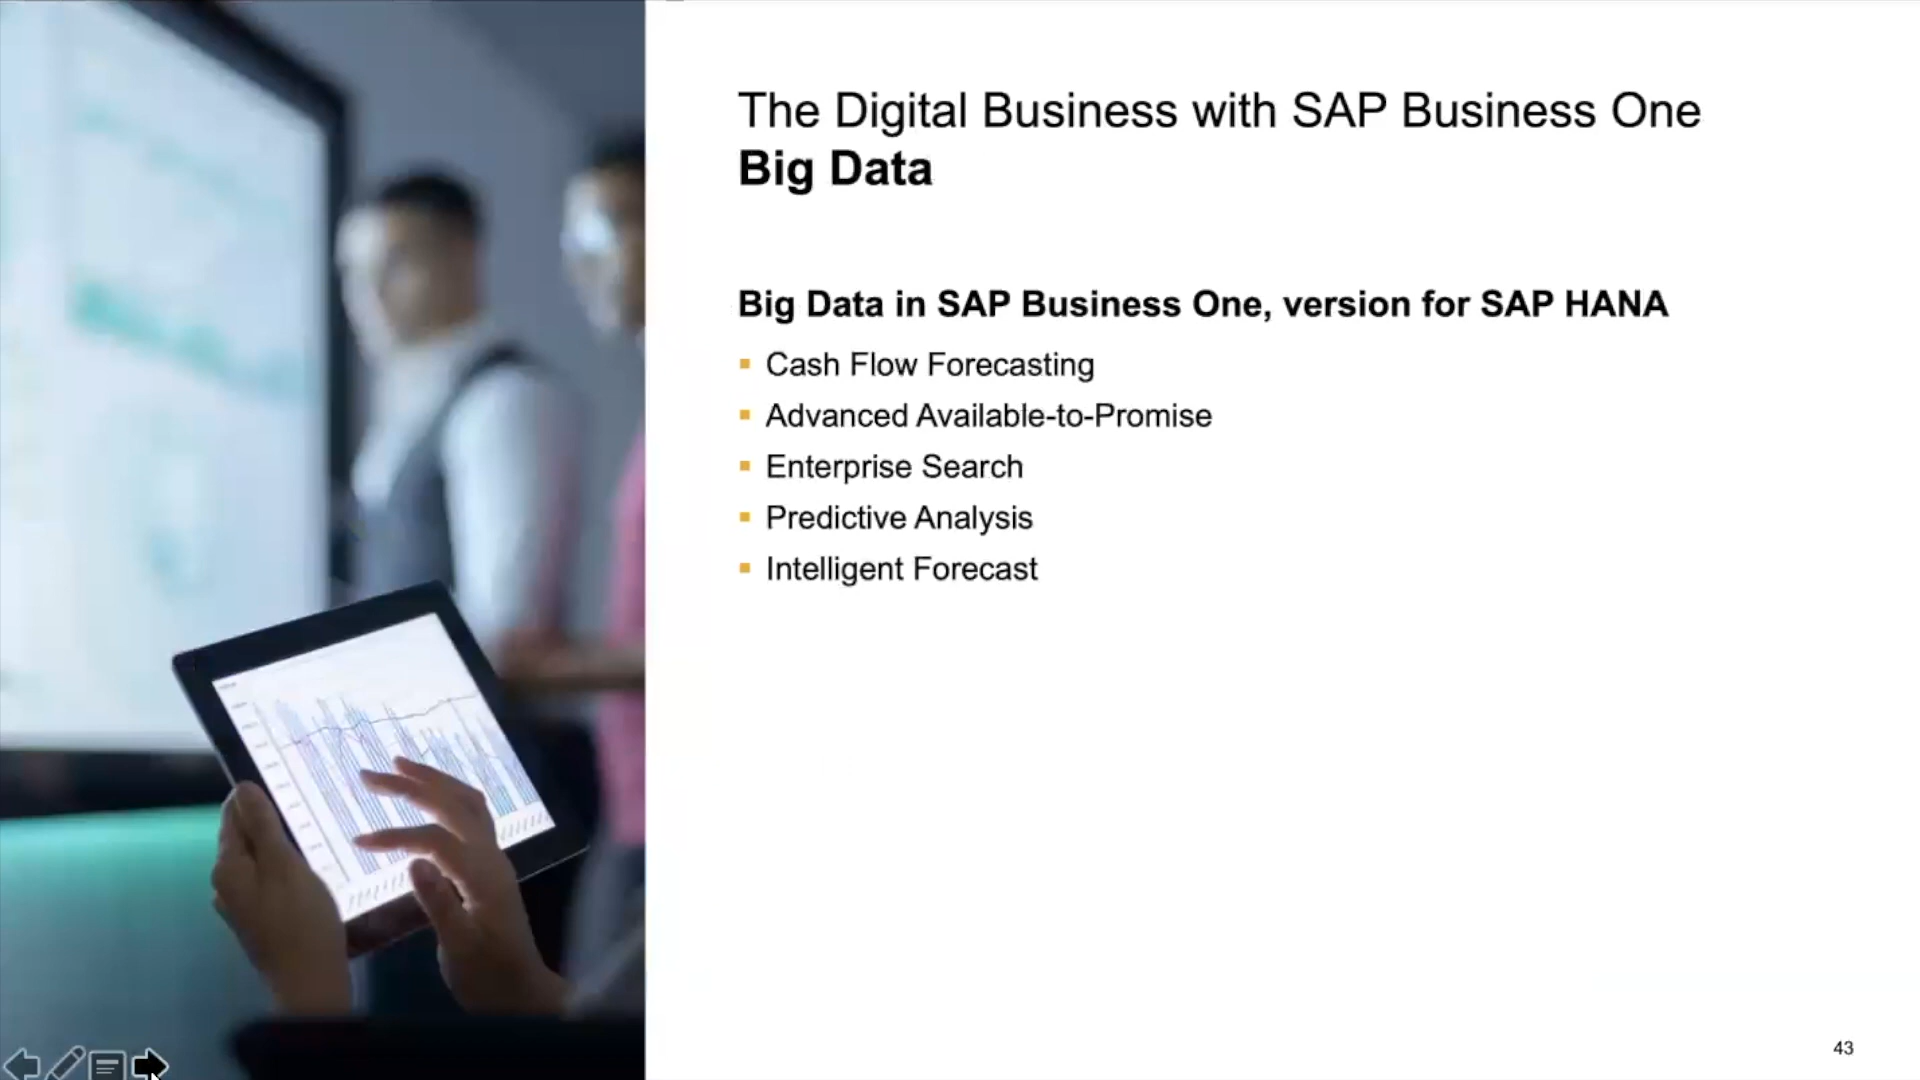 The Digital Business with SAP Business One
Big Data
Big Data in SAP Business One, version for SAP HANA
Cash Flow Forecasting
Advanced Available-to-Promise
Enterprise Search
Predictive Analysis
Intelligent Forecast
43